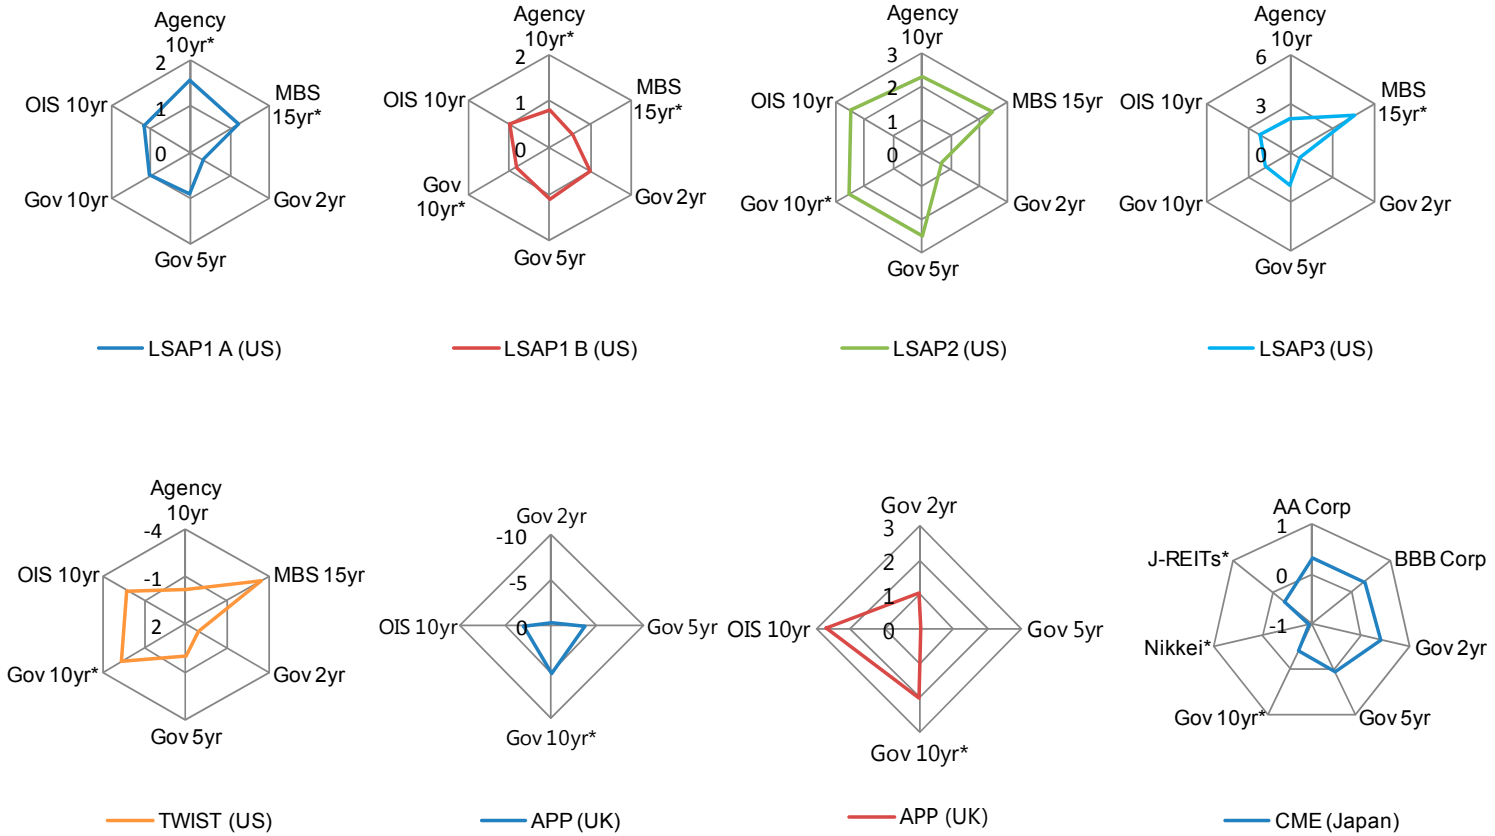 Agency
10yr*
2
1
0
MBS
15yr*
Gov 2yr
Gov 5yr
Gov 10yr
OIS 10yr
LSAP1 A (US)
Agency
10yr*
2
1
0
MBS
15yr*
Gov 2yr
Gov 5yr
Gov
10yr*
OIS 10yr
LSAP1 B (US)
Agency
10yr
3
2
1
0
MBS 15yr
Gov 2yr
Gov 5yr
Gov 10yr*
OIS 10yr
LSAP2 (US)
Agency
10yr
6
3
0
MBS
15yr*
Gov 2yr
Gov 5yr
Gov 10yr
OIS 10yr
LSAP3 (US)
Agency
10yr
-4
-1
2
MBS 15yr
Gov 2yr
Gov 5yr
Gov 10yr*
OIS 10yr
TWIST (US)
Gov 2yr
-10
-5
0
Gov 5yr
Gov 10yr*
OIS 10yr
APP (UK)
Gov 2yr
3
2
1
0
Gov 5yr
Gov 10yr*
OIS 10yr
APP (UK)
AA Corp
1
0
-1
BBB Corp
Gov 2yr
Gov 5yr
Gov 10yr*
Nikkei*
J-REITs*
CME (Japan)